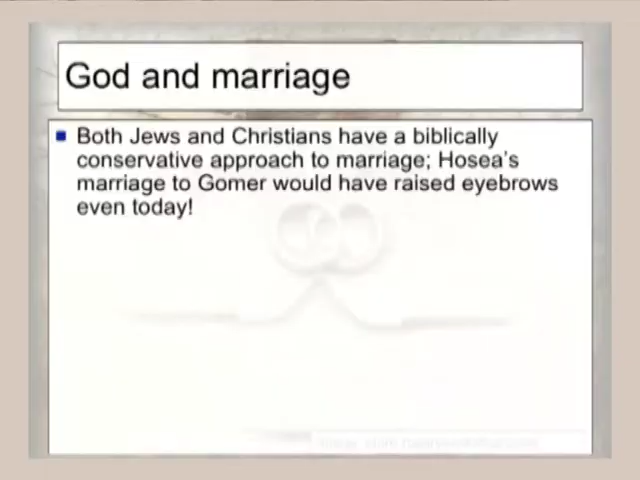 God and marriage
Both Jews and Christians have a biblically
conservative approach to marriage; Hosea's
marriage to Gomer would have raised eyebrows
even today!